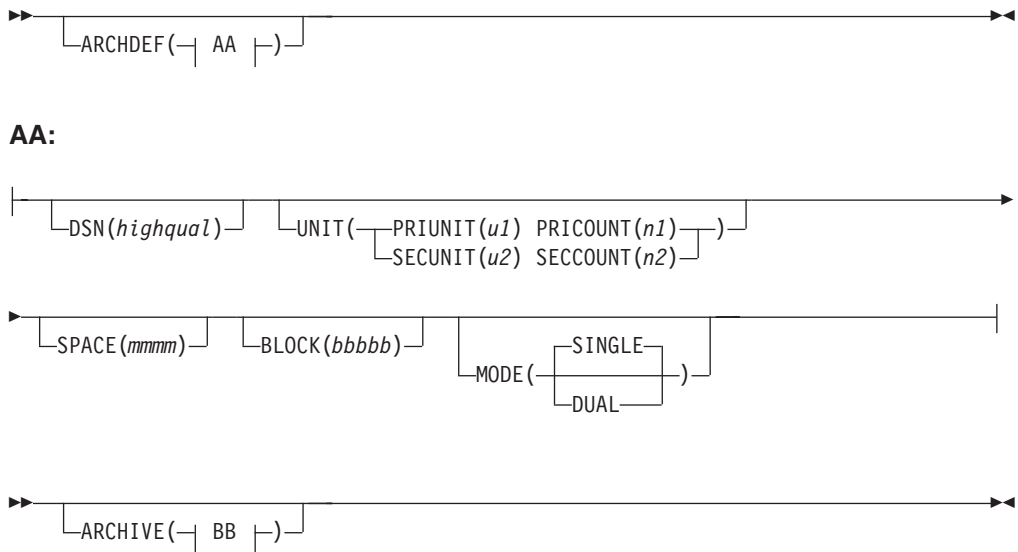 ARCHDEF( AA )
AA:
DSN(highqual) UNIT( PRIUNIT(u1) PRICOUNT(n1) )
SECUNIT(u2) SECCOUNT(n2)
SPACE(mmmm) BLOCK(bbbbb) SINGLE
MODE( )
DUAL
ARCHIVE( BB )